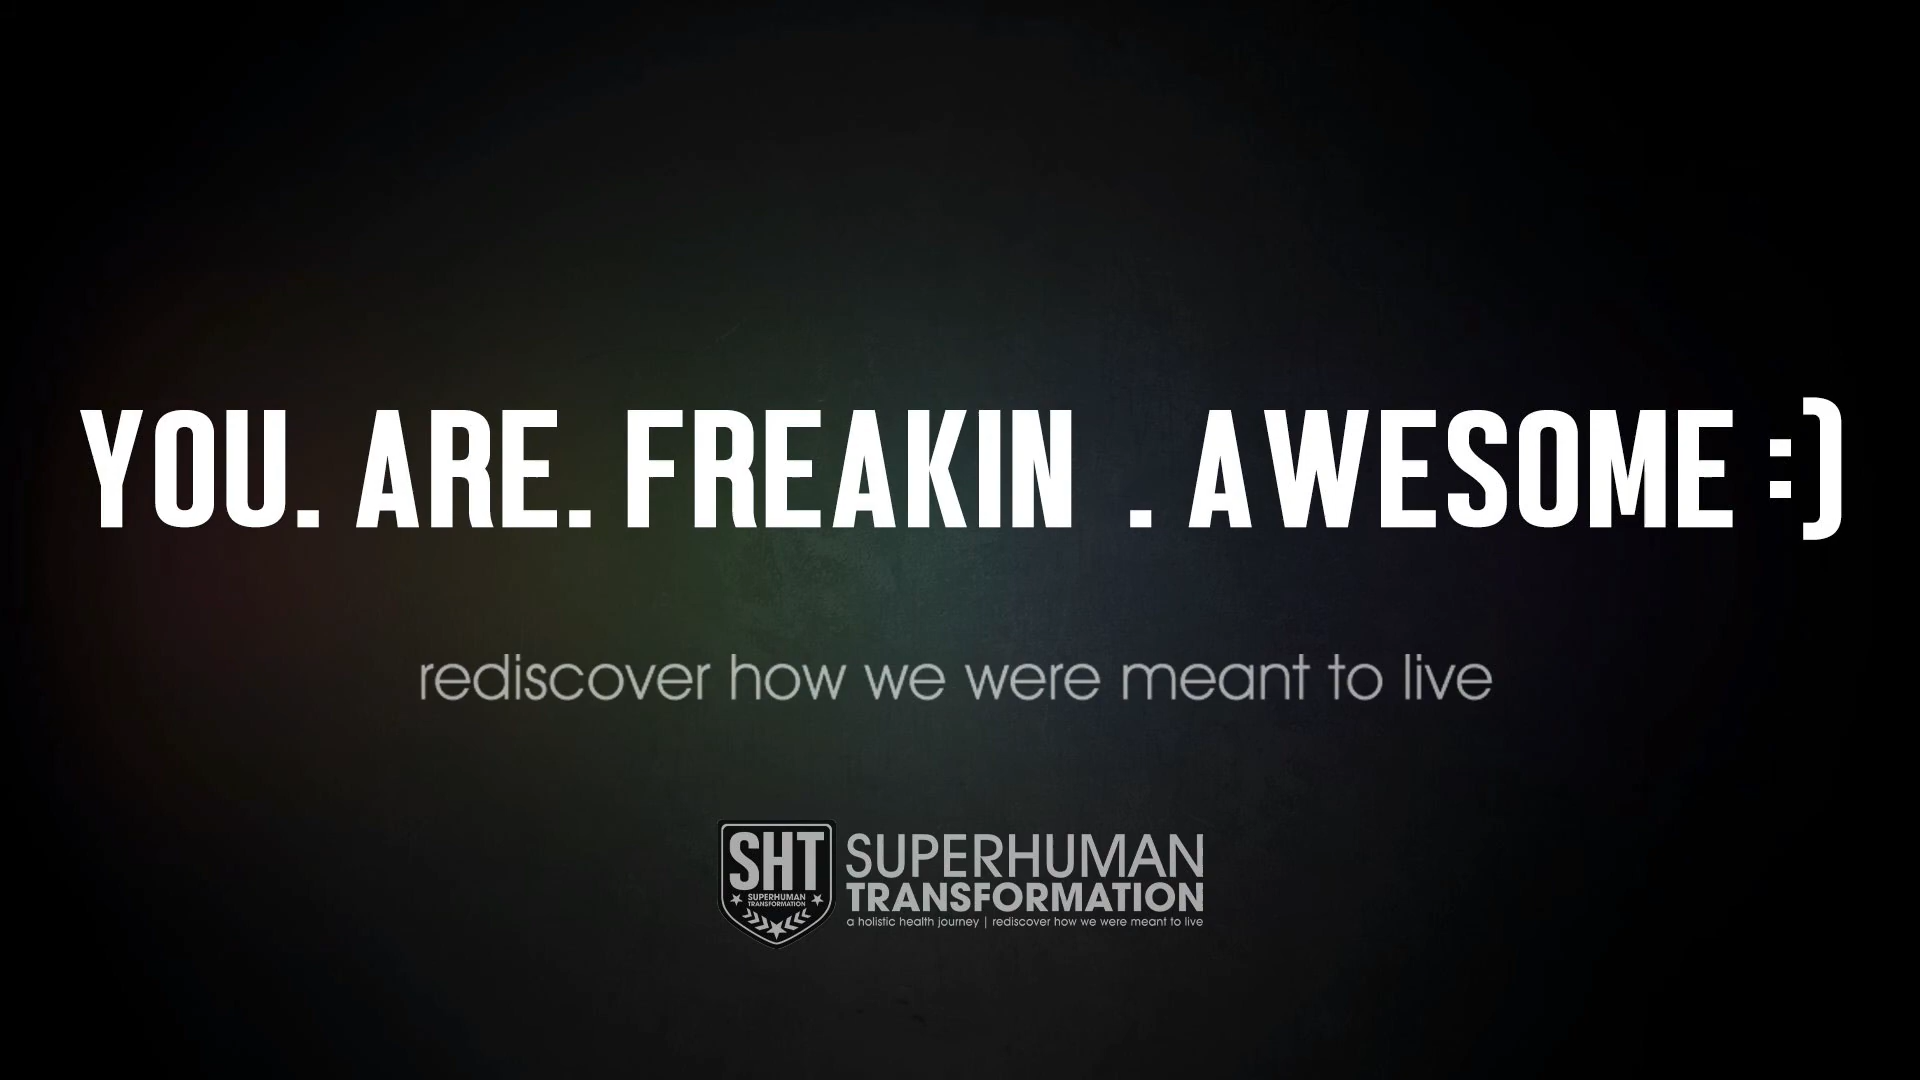 YOU. ARE. FREAKIN . AWESOME :)
rediscover how we were meant to live
SHT
SUPERHUMAN
TRANSFORMATION
SUPERHUMAN
TRANSFORMATION
a holistic health journey | rediscover how we were meant to live